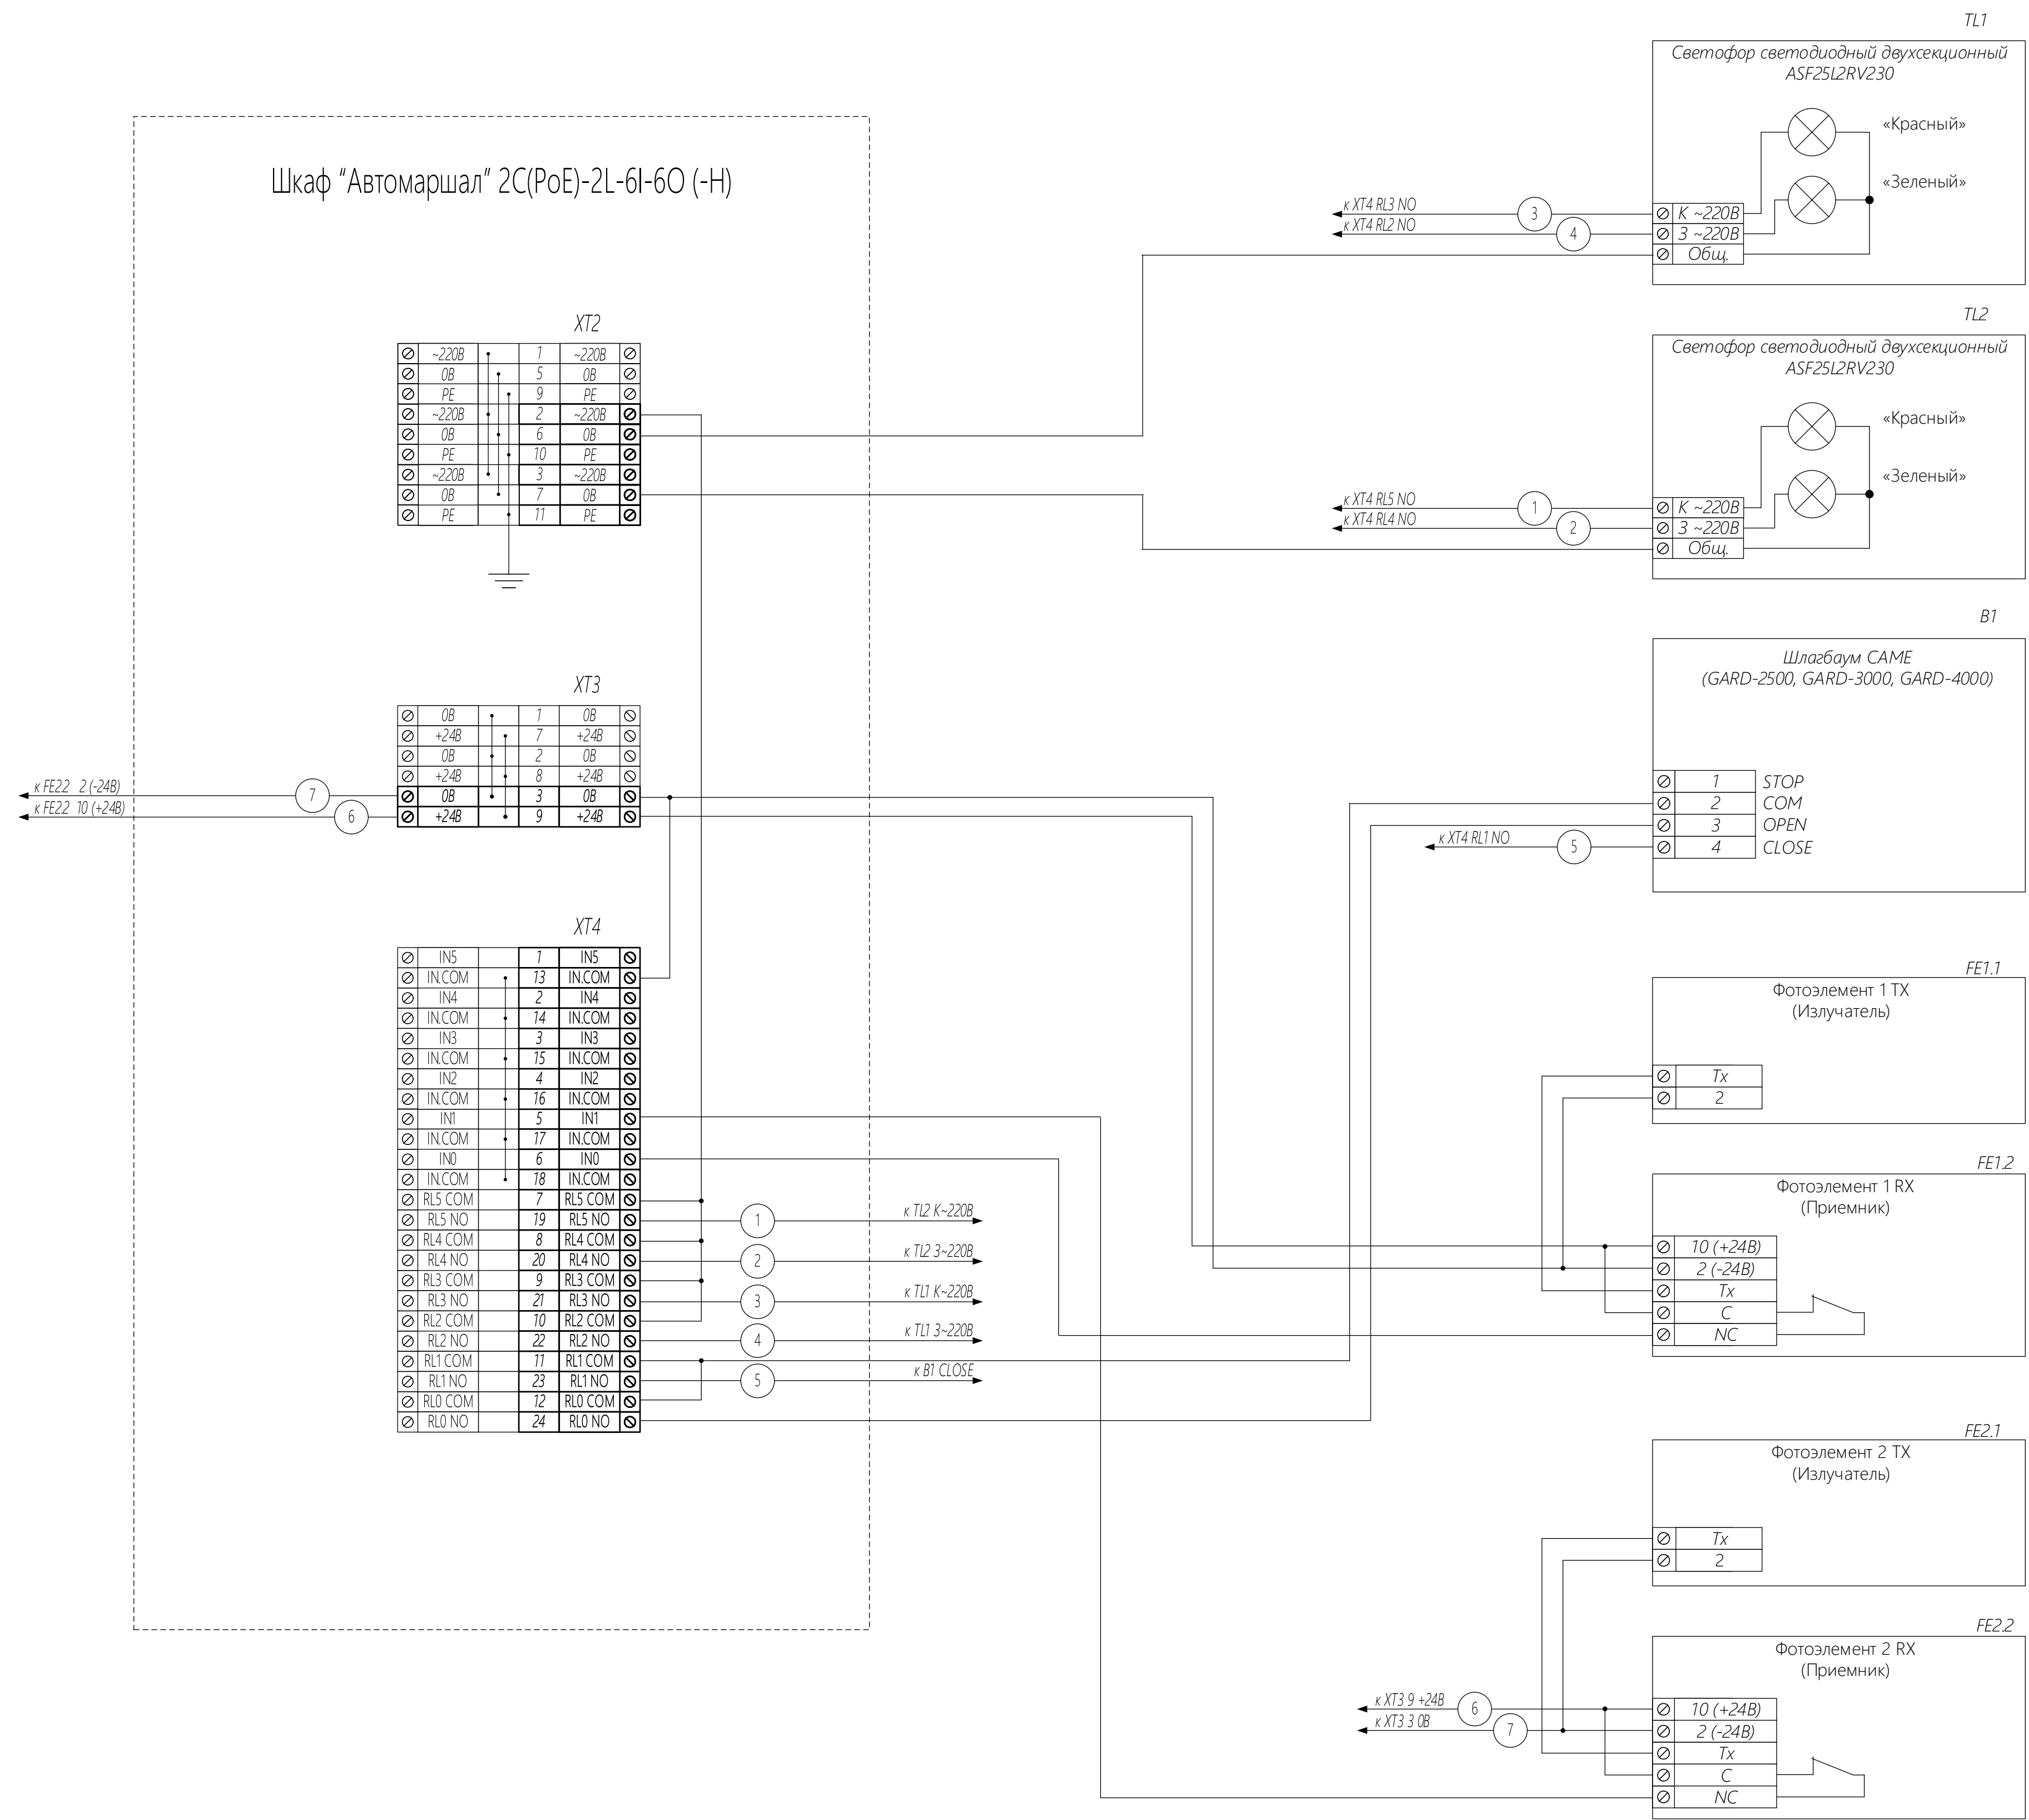 TL1
Светофор светодиодный двухсекционный
ASF25L2RV230
«Красный»
«Зеленый»
к XT4 RL3 NO
3
К ~220В
к XT4 RL2 NO
4
З ~220В
Общ.
Шкаф “Автомаршал” 2С(PoE)-2L-6I-6O (-H)
TL2
Светофор светодиодный двухсекционный
ASF25L2RV230
«Красный»
«Зеленый»
к XT4 RL5 NO
1
К ~220В
к XT4 RL4 NO
2
З ~220В
Общ.
XT2
~220В 1 ~220В
0В 5 0В
PE 9 PE
~220В 2 ~220В
0В 6 0В
PE 10 PE
~220В 3 ~220В
0В 7 0В
PE 11 PE
B1
Шлагбаум CAME
(GARD-2500, GARD-3000, GARD-4000)
1 STOP
2 COM
3 OPEN
4 CLOSE
к XT4 RL1 NO
5
XT3
0В 1 0В
+24В 7 +24В
0В 2 0В
+24В 8 +24В
0В 3 0В
+24В 9 +24В
к FE2.2 2 (-24В)
7
к FE2.2 10 (+24В)
6
XT4
IN5 1 IN5
IN.COM 13 IN.COM
IN4 2 IN4
IN.COM 14 IN.COM
IN3 3 IN3
IN.COM 15 IN.COM
IN2 4 IN2
IN.COM 16 IN.COM
IN1 5 IN1
IN.COM 17 IN.COM
IN0 6 IN0
IN.COM 18 IN.COM
RL5 COM 7 RL5 COM
RL5 NO 19 RL5 NO
RL4 COM 8 RL4 COM
RL4 NO 20 RL4 NO
RL3 COM 9 RL3 COM
RL3 NO 21 RL3 NO
RL2 COM 10 RL2 COM
RL2 NO 22 RL2 NO
RL1 COM 11 RL1 COM
RL1 NO 23 RL1 NO
RL0 COM 12 RL0 COM
RL0 NO 24 RL0 NO
1
к TL2 К~220В
2
к TL2 З~220В
3
к TL1 К~220В
4
к TL1 З~220В
5
к B1 CLOSE
FE1.1
Фотоэлемент 1 TX
(Излучатель)
Tx
2
FE1.2
Фотоэлемент 1 RX
(Приемник)
10 (+24В)
2 (-24В)
Tx
C
NC
FE2.1
Фотоэлемент 2 TX
(Излучатель)
Tx
2
FE2.2
Фотоэлемент 2 RX
(Приемник)
к XT3 9 +24В
6
10 (+24В)
к XT3 3 0В
7
2 (-24В)
Tx
C
NC